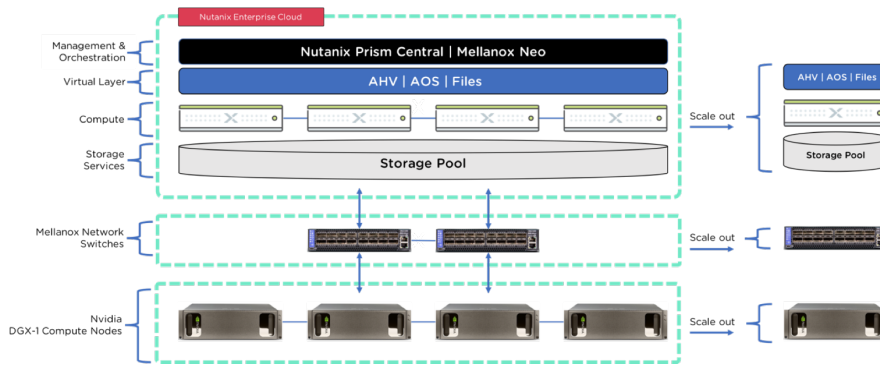 Nutanix Enterprise Cloud
Management &
Orchestration
Nutanix Prism Central | Mellanox Neo
Virtual Layer
AHV | AOS | Files
AHV | AOS | Files
Compute
Scale out
Storage
Services
Storage Pool
Storage Pool
Mellanox Network
Switches
Scale out
Nvidia
DGX-1 Compute Nodes
Scale out